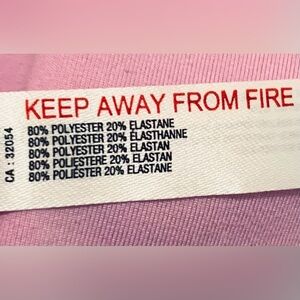 KEEP AWAY FROM FIRE
80% POLYESTER 20% ELASTANE
80% POLYESTER 20% ÉLASTHANNE
80% POLYESTER 20% ELASTAN
80% POLIESTERE 20% ELASTAN
80% POLIÉSTER 20% ELASTANE
CA : 32054